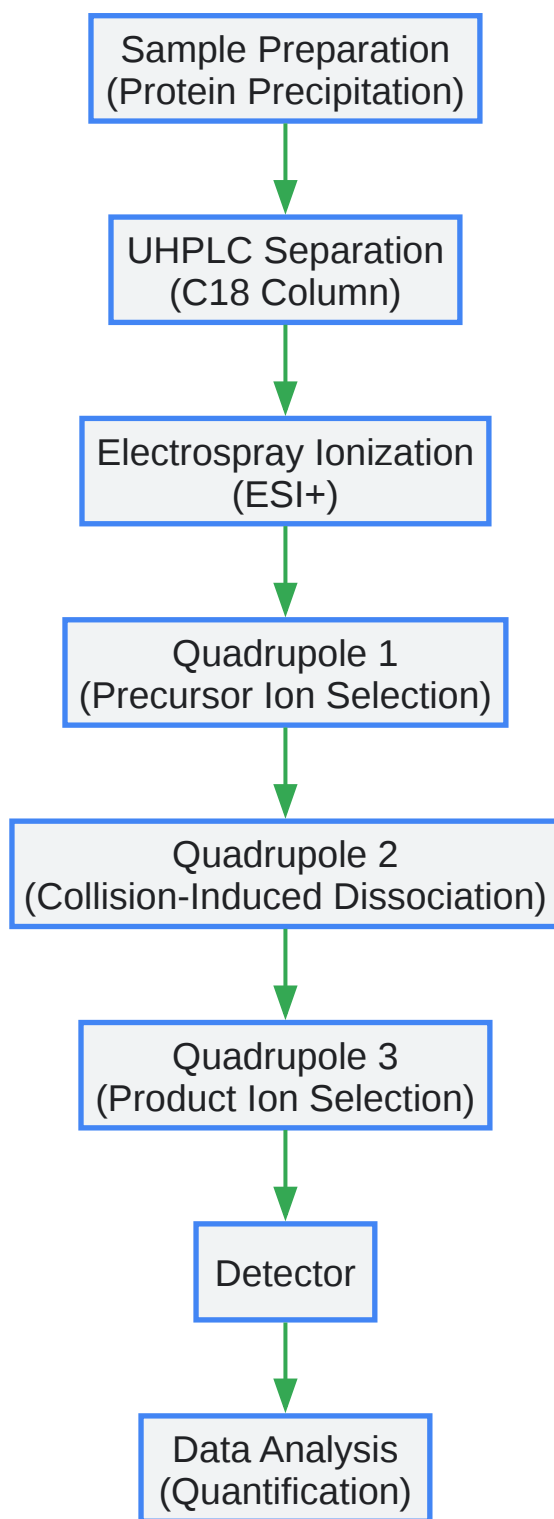 Sample Preparation
(Protein Precipitation)
UHPLC Separation
(C18 Column)
Electrospray Ionization
(ESI+)
Quadrupole 1
(Precursor Ion Selection)
Quadrupole 2
(Collision-Induced Dissociation)
Quadrupole 3
(Product Ion Selection)
Detector
Data Analysis
(Quantification)